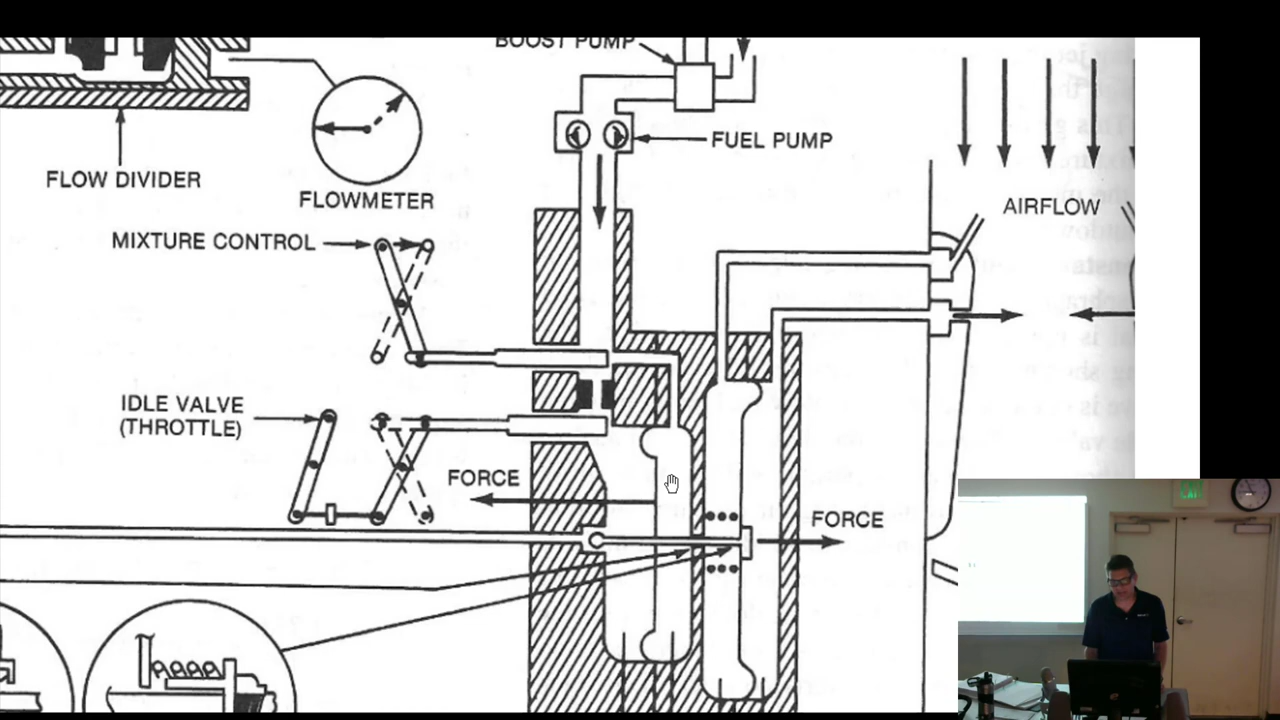 BOOST PUMP
FUEL PUMP
FLOW DIVIDER
FLOWMETER
AIRFLOW
MIXTURE CONTROL
IDLE VALVE
(THROTTLE)
FORCE
FORCE
EXIT